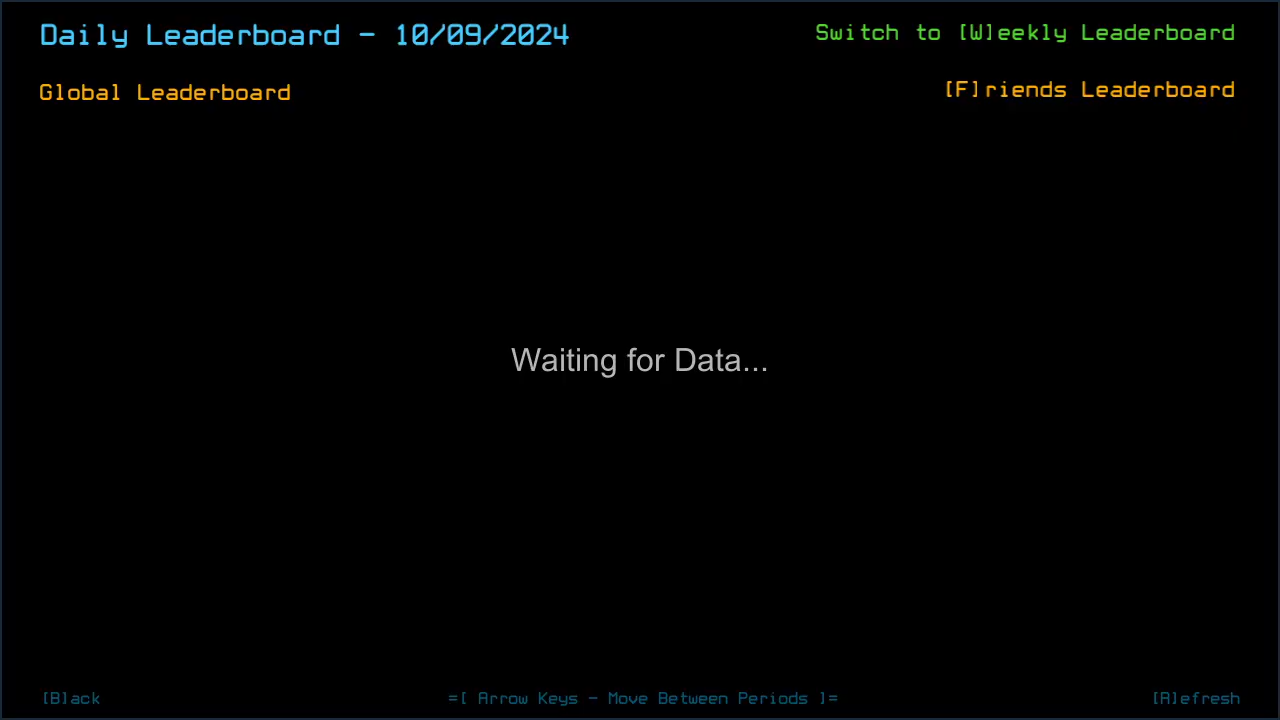 Daily Leaderboard - 10/09/2024
Switch to [W]eekly Leaderboard
Global Leaderboard
[F]riends Leaderboard
Waiting for Data...
[B]ack
=[ Arrow Keys - Move Between Periods ]=
[R]efresh